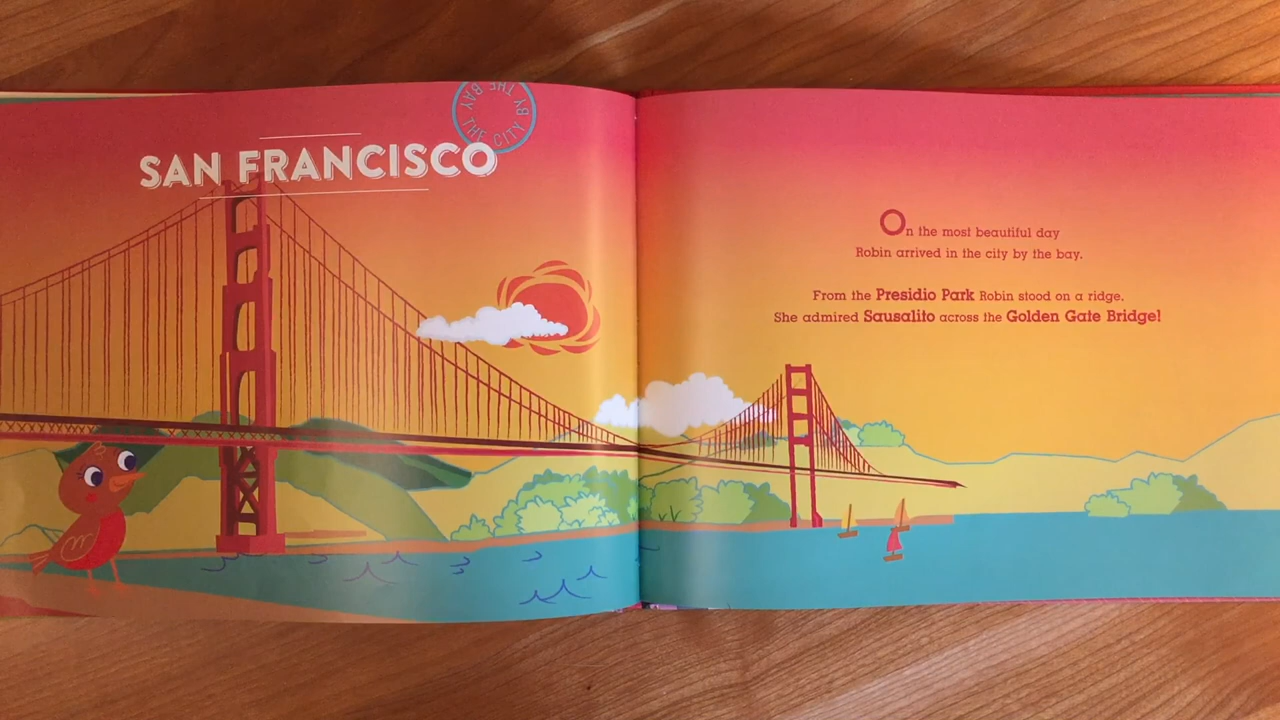 THE CITY BY THE BAY
SAN FRANCISCO
On the most beautiful day
Robin arrived in the city by the bay.
From the Presidio Park Robin stood on a ridge.
She admired Sausalito across the Golden Gate Bridge!